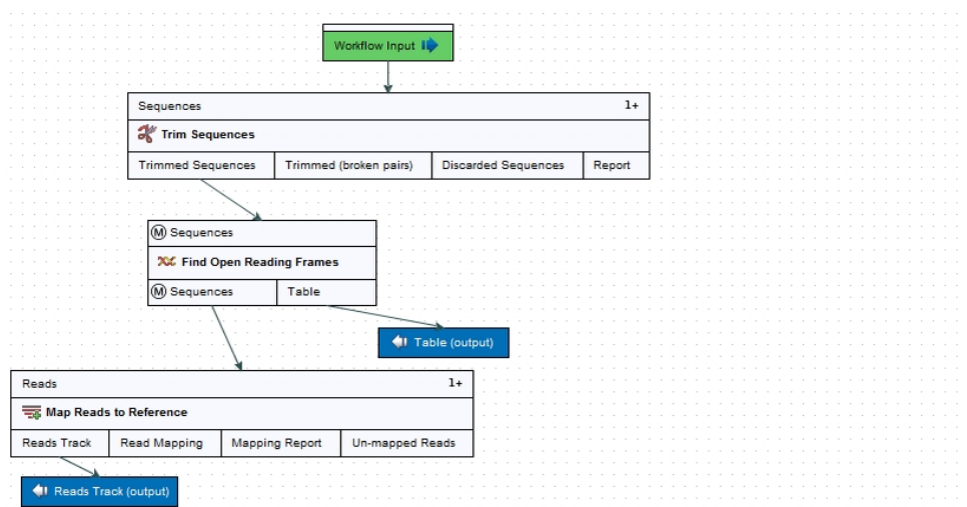 Workflow Input
Sequences 1+
Trim Sequences
Trimmed Sequences Trimmed (broken pairs) Discarded Sequences Report
M Sequences
Find Open Reading Frames
M Sequences Table
Table (output)
Reads 1+
Map Reads to Reference
Reads Track Read Mapping Mapping Report Un-mapped Reads
Reads Track (output)